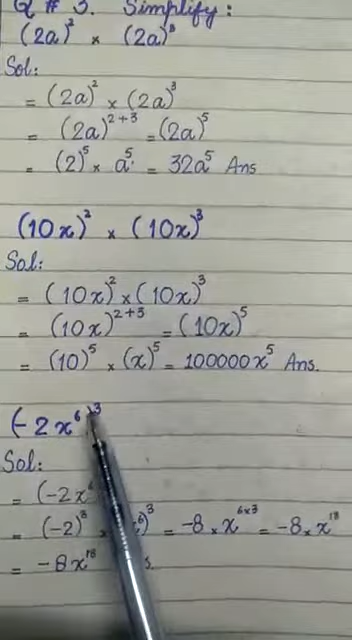 Q # 3. Simplify:
(2a)² × (2a)³
Sol:
= (2a)² × (2a)³
= (2a)²⁺³ = (2a)⁵
= (2)⁵ × a⁵ = 32a⁵ Ans
(10x)² × (10x)³
Sol:
= (10x)² × (10x)³
= (10x)²⁺³ = (10x)⁵
= (10)⁵ × (x)⁵ = 100000x⁵ Ans.
(-2x⁶)³
Sol:
= (-2x⁶
= (-2)³ ⁶)³ = -8 × x⁶ˣ³ = -8 × x¹⁸
= -8x¹⁸